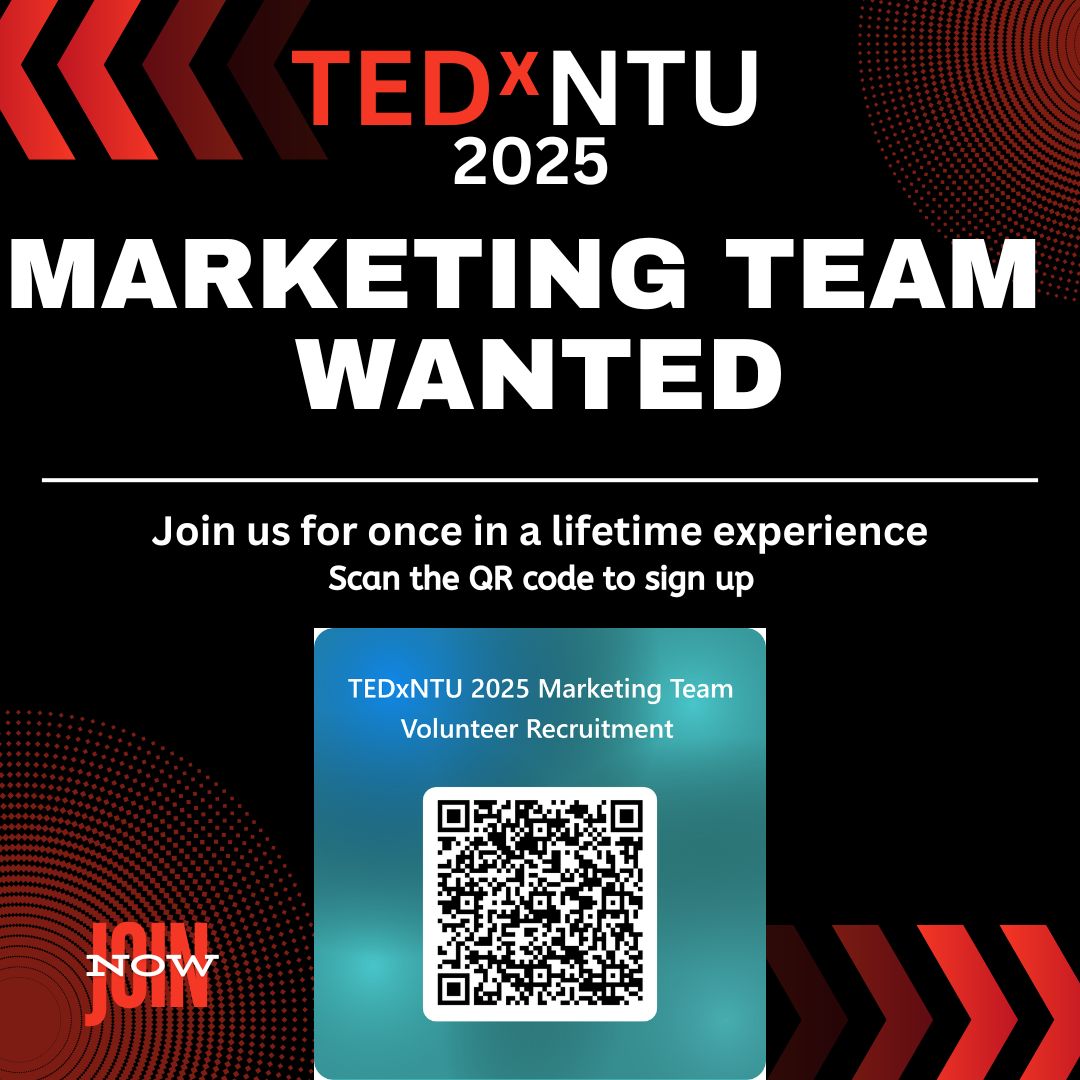 TEDxNTU
2025
MARKETING TEAM
WANTED
Join us for once in a lifetime experience
Scan the QR code to sign up
TEDxNTU 2025 Marketing Team
Volunteer Recruitment
JOIN
NOW